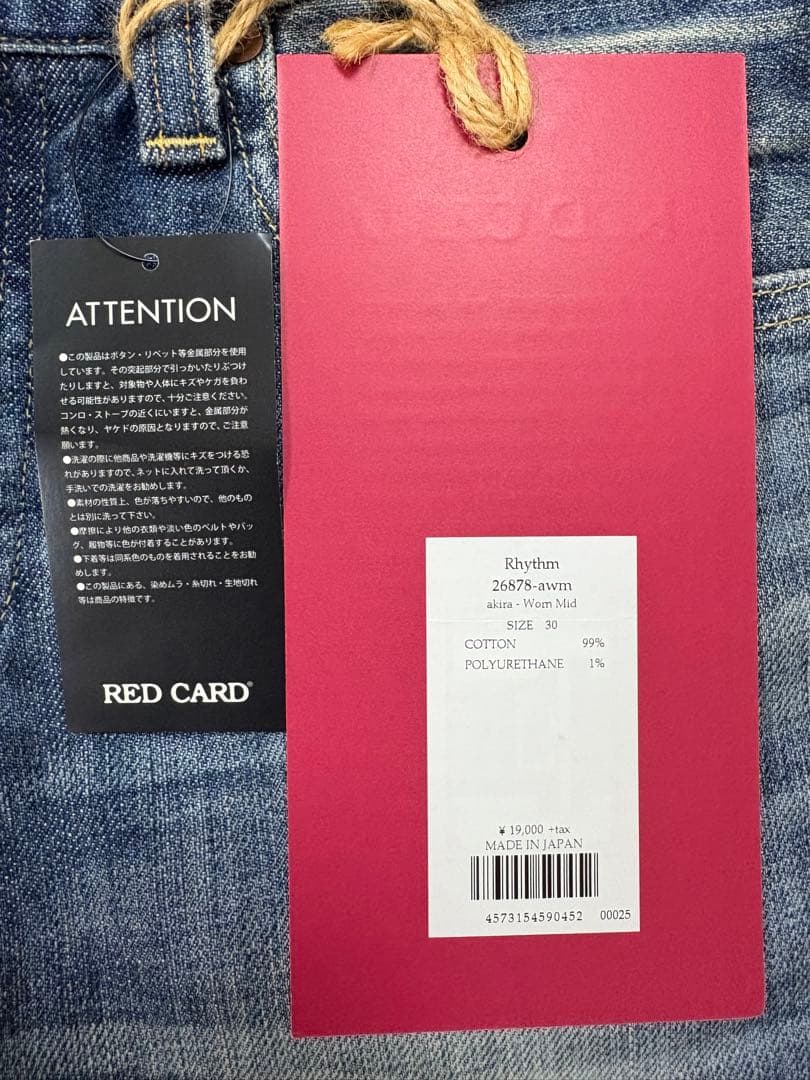 ATTENTION
●この製品はボタン・リベット等金属部分を使用
しています。その突起部分で引っかいたりぶつけ
たりしますと、対象物や人体にキズやケガを負わ
せる可能性がありますので、十分ご注意ください。
コンロ・ストーブの近くにいますと、金属部分が
熱くなり、ヤケドの原因となりますので、ご注意
願います。
●洗濯の際に他商品や洗濯機等にキズをつける恐
れがありますので、ネットに入れて洗って頂くか、
手洗いでの洗濯をお勧めします。
●素材の性質上、色が落ちやすいので、他のもの
とは別に洗って下さい。
●摩擦により他の衣類や淡い色のベルトやバッ
グ、履物等に色が付着することがあります。
●下着等は同系色のものを着用されることをお勧
めします。
●この製品にある、染めムラ・糸切れ・生地切れ
等は商品の特徴です。
RED CARD®
Rhythm
26878-awm
akira - Worn Mid
SIZE 30
COTTON 99%
POLYURETHANE 1%
¥ 19,000 +tax
MADE IN JAPAN
4573154590452 00025